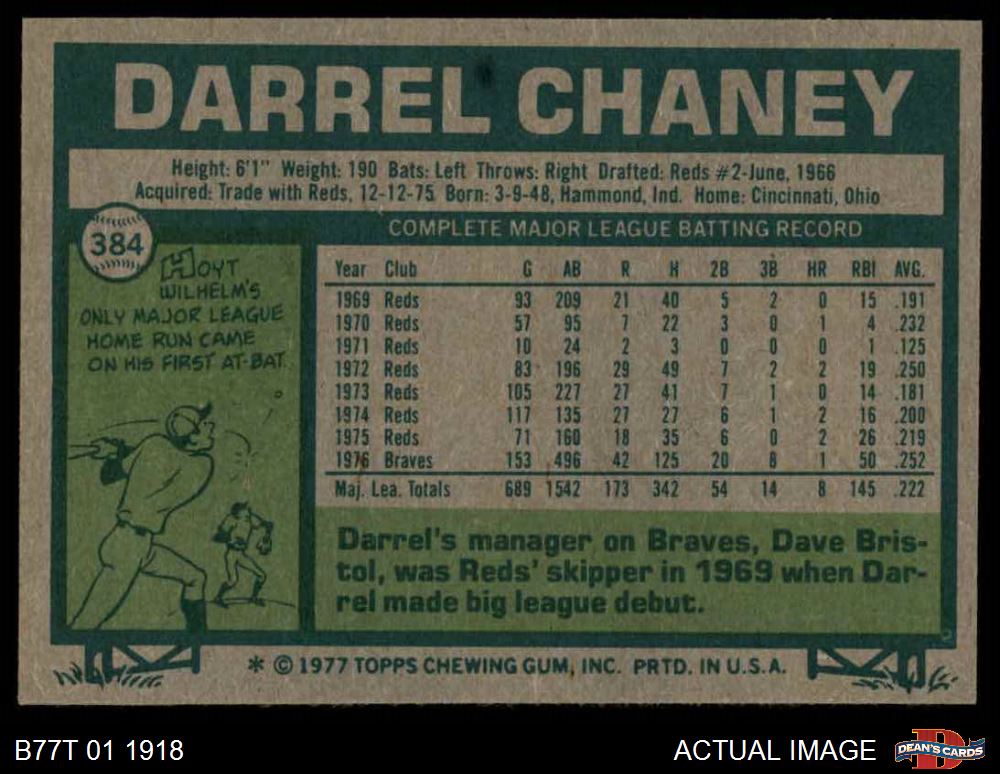 DARREL CHANEY
Height: 6'1" Weight: 190 Bats: Left Throws: Right Drafted: Reds #2-June, 1966
Acquired: Trade with Reds, 12-12-75 Born: 3-9-48, Hammond, Ind. Home: Cincinnati, Ohio
384
HOYT
WILHELM'S
ONLY MAJOR LEAGUE
HOME RUN CAME
ON HIS FIRST AT-BAT.
COMPLETE MAJOR LEAGUE BATTING RECORD
Year Club G AB R H 2B 3B HR RBI AVG.
1969 Reds 93 209 21 40 5 2 0 15 .191
1970 Reds 57 95 7 22 3 0 1 4 .232
1971 Reds 10 24 2 3 0 0 0 1 .125
1972 Reds 83 196 29 49 7 2 2 19 .250
1973 Reds 105 227 27 41 7 1 0 14 .181
1974 Reds 117 135 27 27 6 1 2 16 .200
1975 Reds 71 160 18 35 6 0 2 26 .219
1976 Braves 153 496 42 125 20 8 1 50 .252
Maj. Lea. Totals 689 1542 173 342 54 14 8 145 .222
Darrel's manager on Braves, Dave Bris-
tol, was Reds' skipper in 1969 when Dar-
rel made big league debut.
* © 1977 TOPPS CHEWING GUM, INC. PRTD. IN U.S.A.
B77T 01 1918
ACTUAL IMAGE
D
DEAN'S CARDS